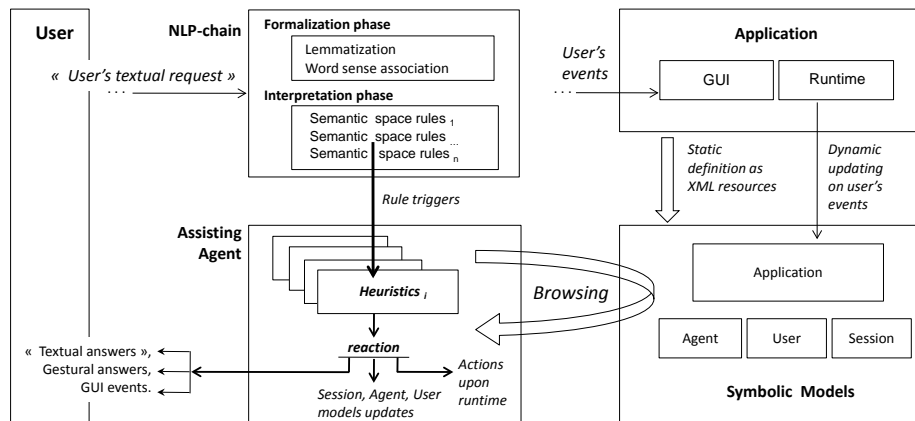 User
NLP-chain
Formalization phase
Lemmatization
Word sense association
Interpretation phase
Semantic space rules 1
Semantic space rules ...
Semantic space rules n
« User's textual request »
. . .
User's
events
. . .
Application
GUI
Runtime
Static
definition as
XML resources
Dynamic
updating
on user's
events
Rule triggers
Assisting
Agent
Heuristics i
reaction
Browsing
Application
Agent
User
Session
Symbolic Models
« Textual answers »,
Gestural answers,
GUI events.
Session, Agent, User
models updates
Actions
upon
runtime